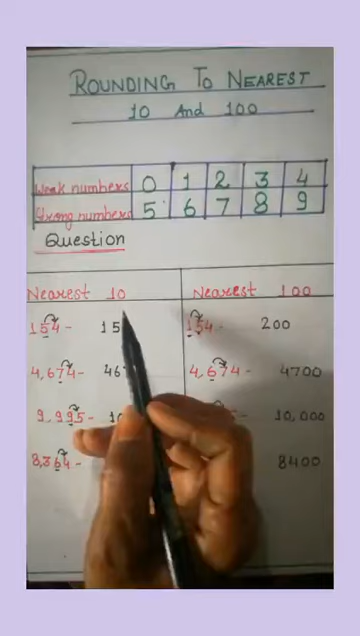 ROUNDING TO NEAREST
10 And 100
Weak numbers 0 1 2 3 4
Strong numbers 5 6 7 8 9
Question
Nearest 10 Nearest 100
154- 15 154- 200
4,674- 467 4,674- 4700
9,995- 10 10,000
8,364- 8400